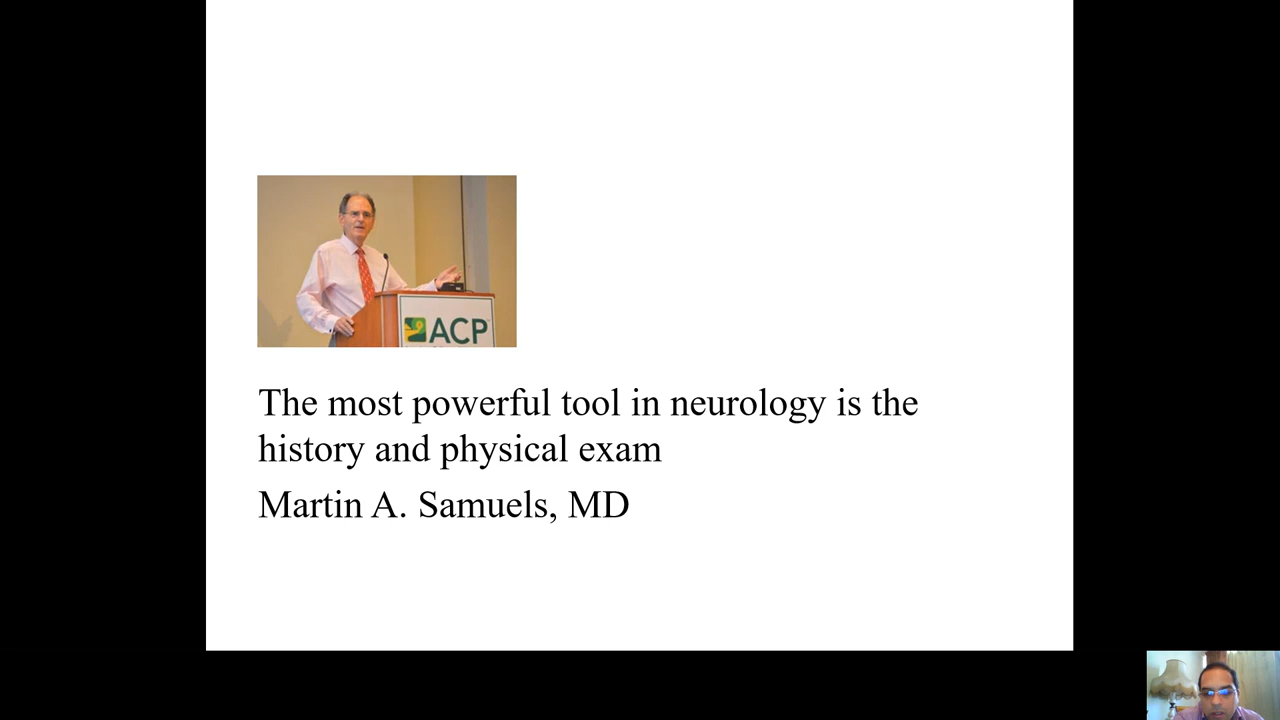 ACP
The most powerful tool in neurology is the
history and physical exam
Martin A. Samuels, MD